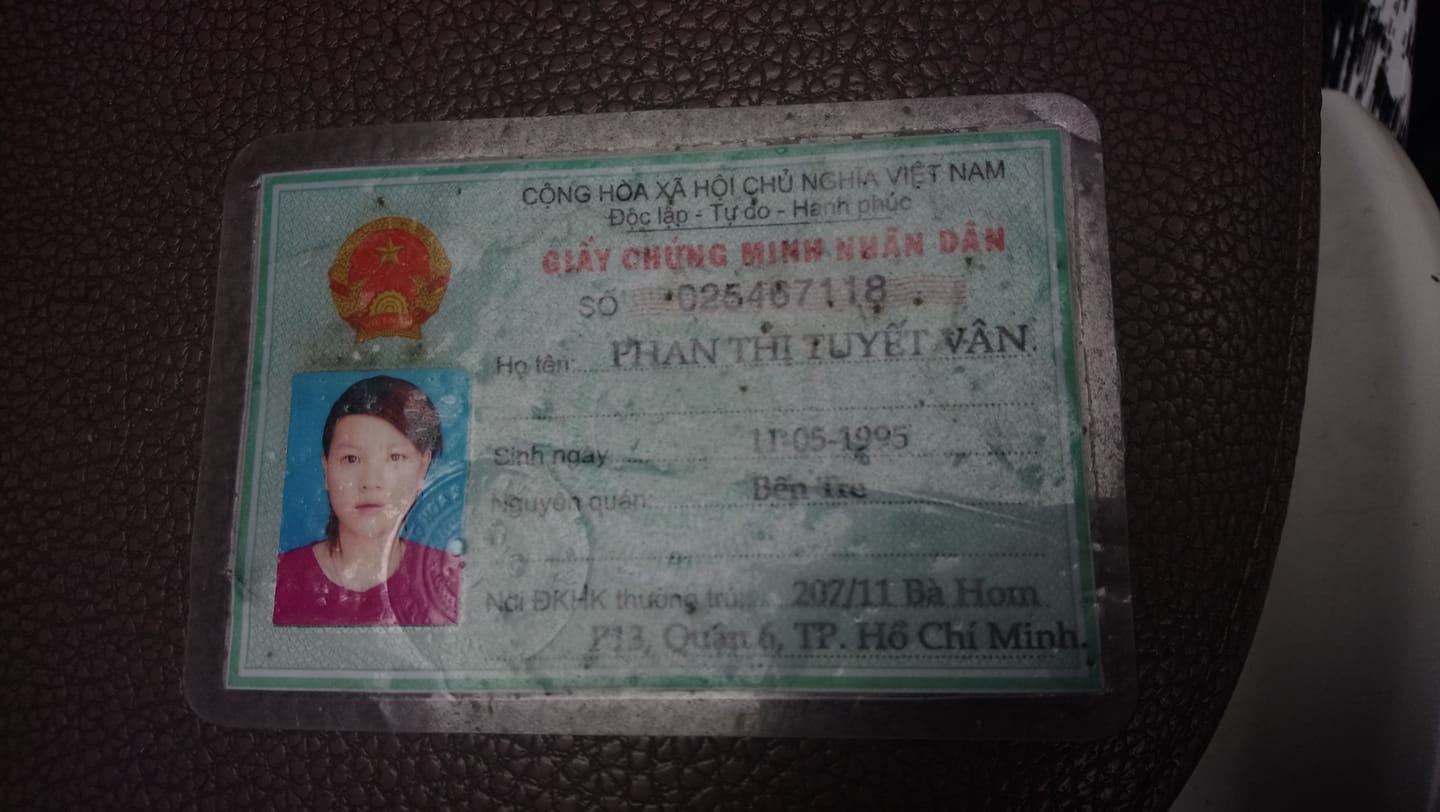 CỘNG HÒA XÃ HỘI CHỦ NGHĨA VIỆT NAM
Độc lập - Tự do - Hạnh phúc
GIẤY CHỨNG MINH NHÂN DÂN
SỐ 025467118
Họ tên: PHAN THỊ TUYẾT VÂN
Sinh ngày 11-05-1995
Nguyên quán: Bến Tre
Nơi ĐKHK thường trú: 207/11 Bà Hom
P13, Quận 6, TP. Hồ Chí Minh.